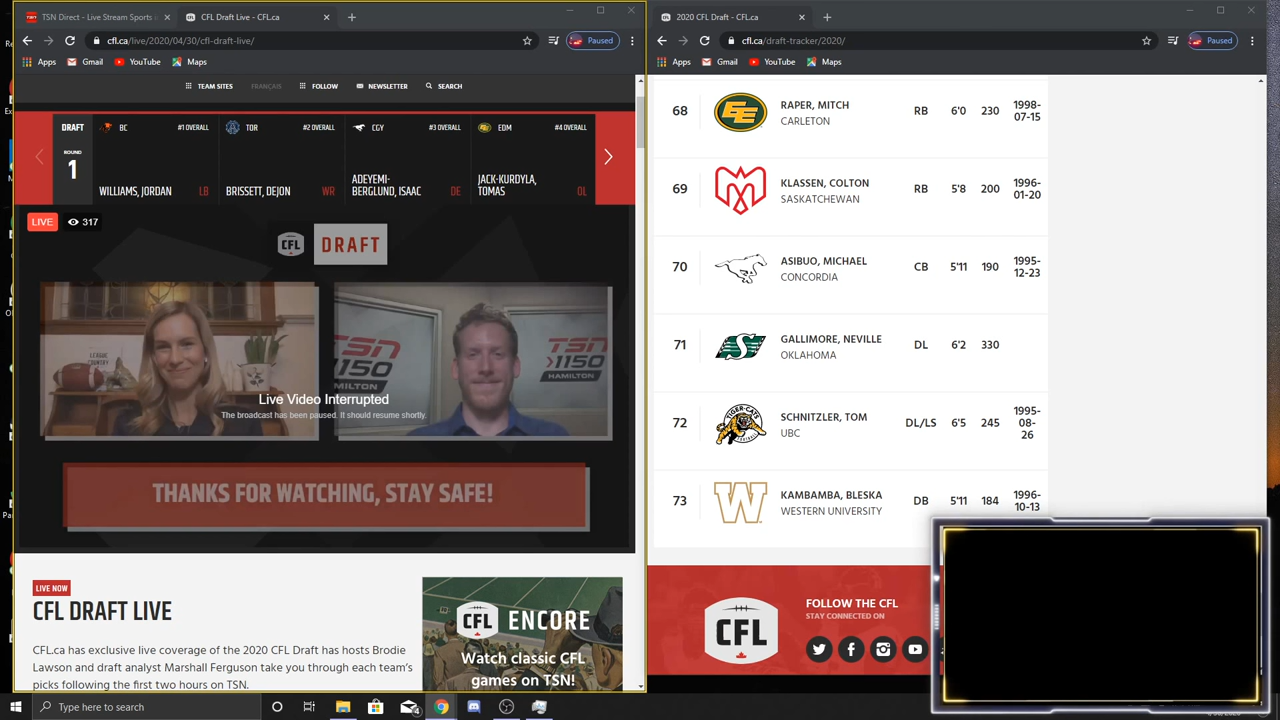 TSN Direct - Live Stream Sports
CFL Draft Live - CFL.ca
cfl.ca/live/2020/04/30/cfl-draft-live/
Paused
Apps Gmail YouTube Maps
TEAM SITES FRANÇAIS FOLLOW NEWSLETTER SEARCH
DRAFT BC #1 OVERALL TOR #2 OVERALL CGY #3 OVERALL EDM #4 OVERALL
ROUND
1
WILLIAMS, JORDAN LB
BRISSETT, DEJON WR
ADEYEMI-
BERGLUND, ISAAC DE
JACK-KURDYLA,
TOMAS OL
LIVE 317
CFL DRAFT
LEAGUE
COUNTRY
TSN
1150
HAMILTON
TSN
1150
HAMILTON
Live Video Interrupted
The broadcast has been paused. It should resume shortly.
THANKS FOR WATCHING, STAY SAFE!
LIVE NOW
CFL DRAFT LIVE
CFL.ca has exclusive live coverage of the 2020 CFL Draft has hosts Brodie
Lawson and draft analyst Marshall Ferguson take you through each team's
picks following the first two hours on TSN.
CFL ENCORE
Watch classic CFL
games on TSN!
2020 CFL Draft - CFL.ca
cfl.ca/draft-tracker/2020/
Paused
Apps Gmail YouTube Maps
68 EE RAPER, MITCH RB 6'0 230 1998-
CARLETON 07-15
69 KLASSEN, COLTON RB 5'8 200 1996-
SASKATCHEWAN 01-20
70 ASIBUO, MICHAEL CB 5'11 190 1995-
CONCORDIA 12-23
71 S GALLIMORE, NEVILLE DL 6'2 330
OKLAHOMA
72 TIGER-CATS SCHNITZLER, TOM DL/LS 6'5 245 1995-
UBC 08-
26
73 W KAMBAMBA, BLESKA DB 5'11 184 1996-
WESTERN UNIVERSITY 10-13
CFL
FOLLOW THE CFL
STAY CONNECTED ON
Type here to search